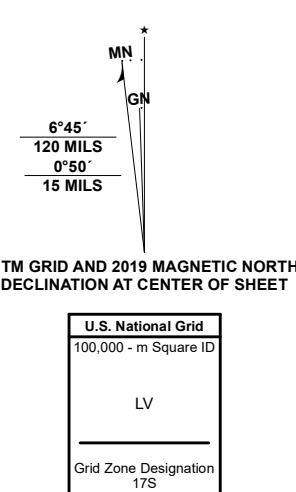 ★
MN
GN
6°45´
120 MILS
0°50´
15 MILS
TM GRID AND 2019 MAGNETIC NORTH
DECLINATION AT CENTER OF SHEET
U.S. National Grid
100,000 - m Square ID
LV
Grid Zone Designation
17S